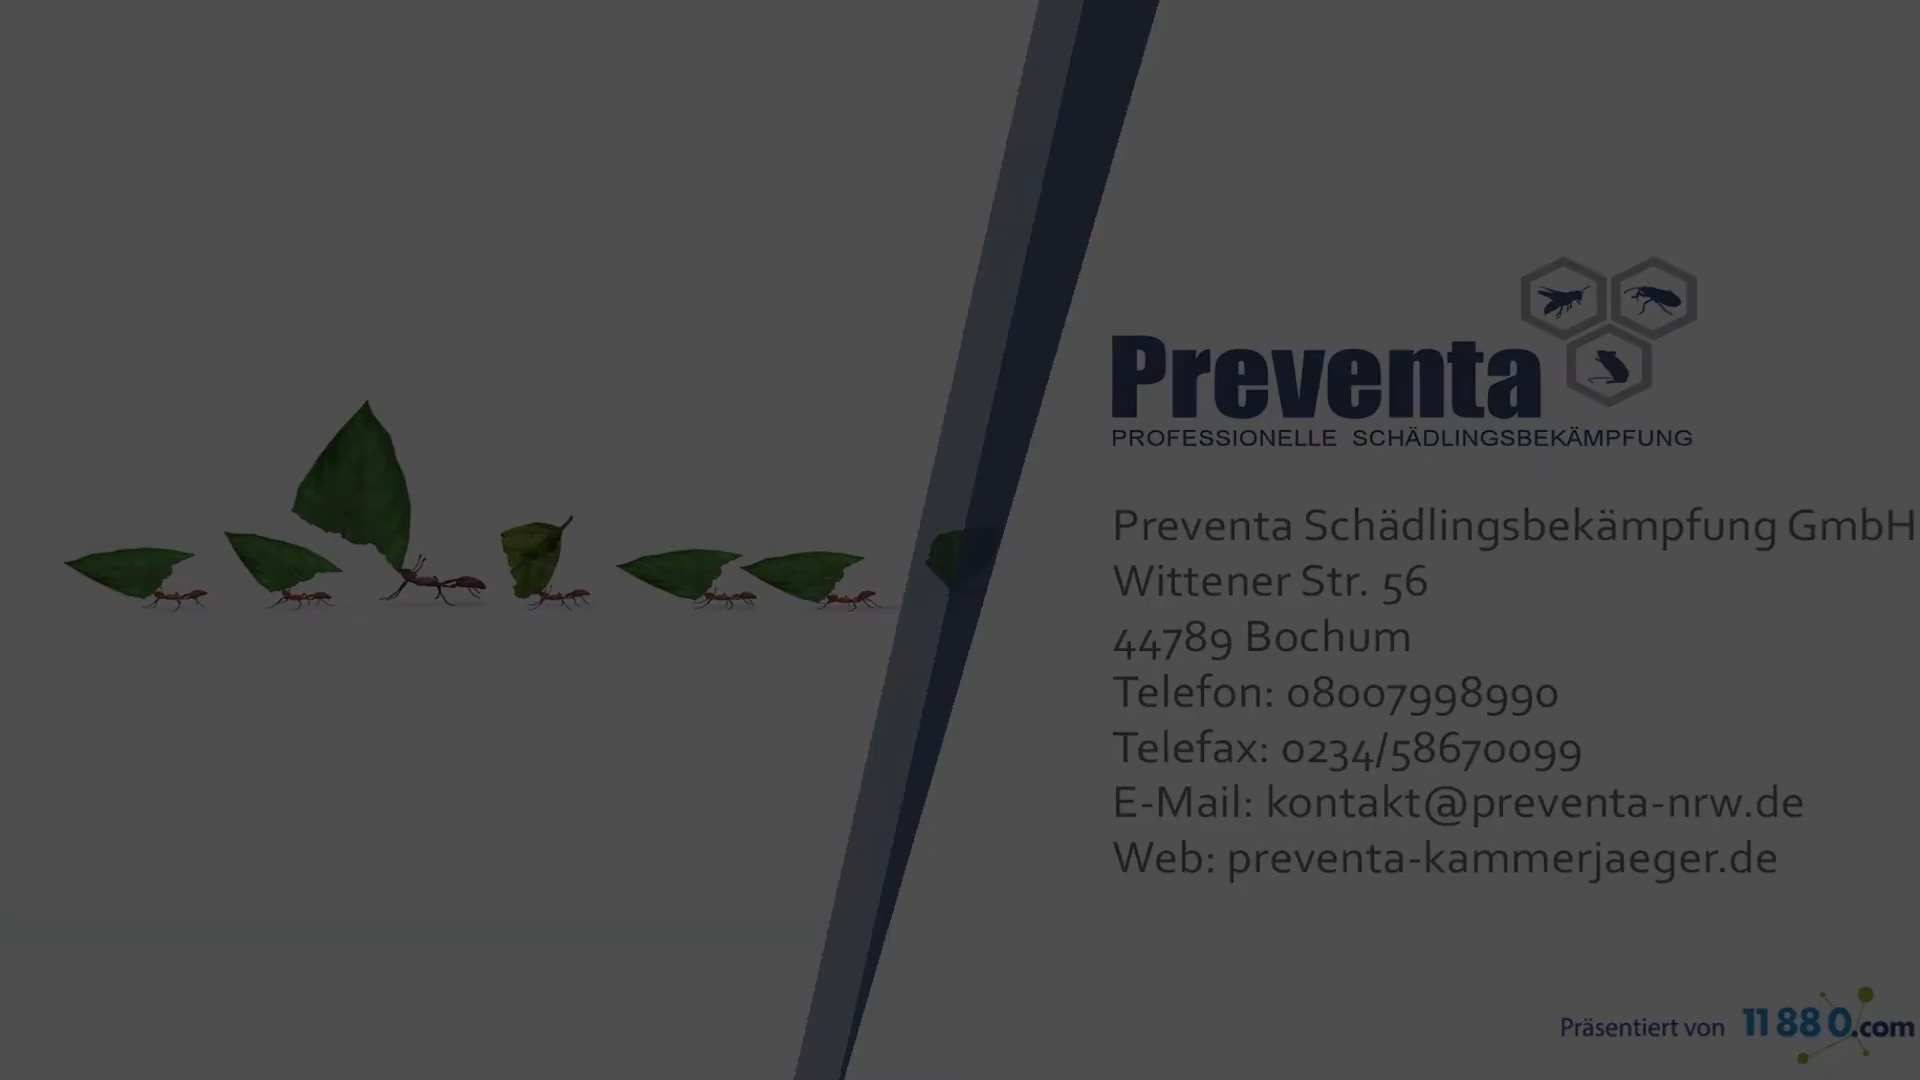 Preventa
PROFESSIONELLE SCHÄDLINGSBEKÄMPFUNG
Preventa Schädlingsbekämpfung GmbH
Wittener Str. 56
44789 Bochum
Telefon: 08007998990
Telefax: 0234/58670099
E-Mail: kontakt@preventa-nrw.de
Web: preventa-kammerjaeger.de
Präsentiert von 11880.com